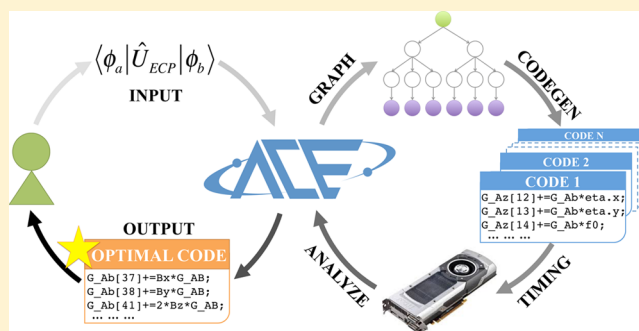 ⟨ϕa|ÛECP|ϕb⟩
INPUT
GRAPH
CODEGEN
ACE
CODE N
CODE 2
CODE 1
G_Az[12]+=G_Ab*eta.x;
G_Az[13]+=G_Ab*eta.y;
G_Az[14]+=G_Ab*f0;
… … …
OUTPUT
OPTIMAL CODE
G_Ab[37]+=Bx*G_AB;
G_Ab[38]+=By*G_AB;
G_Ab[41]+=2*Bz*G_AB;
… … …
ANALYZE
TIMING